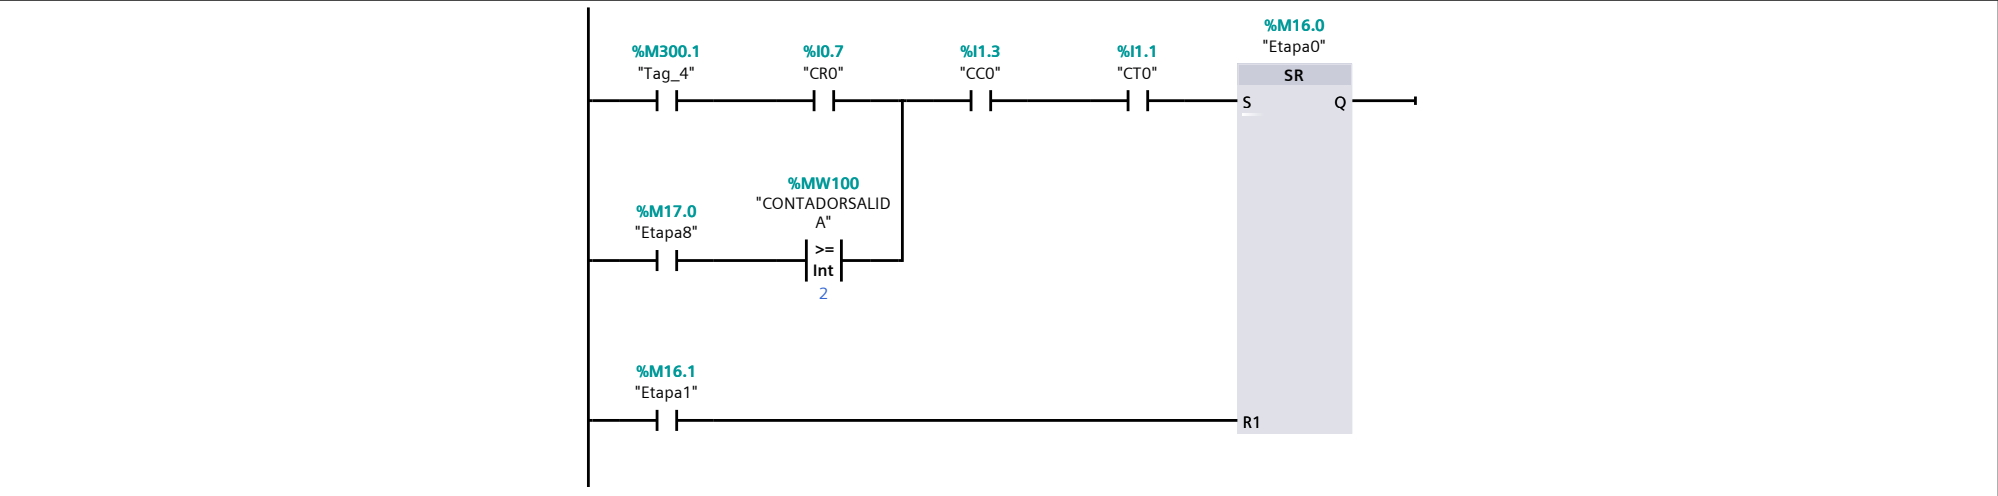 %M16.0
"Etapa0"
%M300.1
"Tag_4"
%I0.7
"CR0"
%I1.3
"CC0"
%I1.1
"CT0"
SR
S
Q
%MW100
"CONTADORSALID
A"
%M17.0
"Etapa8"
>=
Int
2
%M16.1
"Etapa1"
R1